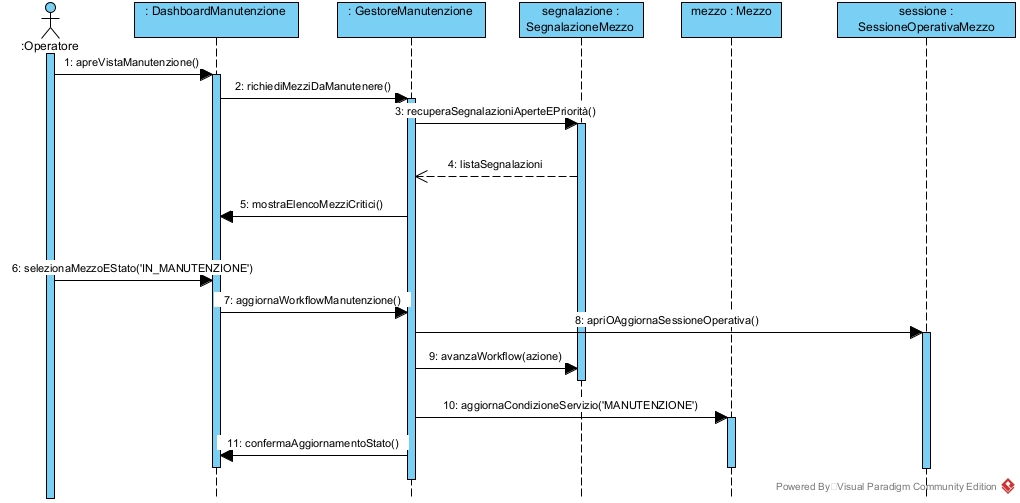 :Operatore
: DashboardManutenzione
: GestoreManutenzione
segnalazione :
SegnalazioneMezzo
mezzo : Mezzo
sessione :
SessioneOperativaMezzo
1: apreVistaManutenzione()
2: richiediMezziDaManutenere()
3: recuperaSegnalazioniAperteEPriorità()
4: listaSegnalazioni
5: mostraElencoMezziCritici()
6: selezionaMezzoEStato('IN_MANUTENZIONE')
7: aggiornaWorkflowManutenzione()
8: apriOAggiornaSessioneOperativa()
9: avanzaWorkflow(azione)
10: aggiornaCondizioneServizio('MANUTENZIONE')
11: confermaAggiornamentoStato()
Powered By Visual Paradigm Community Edition